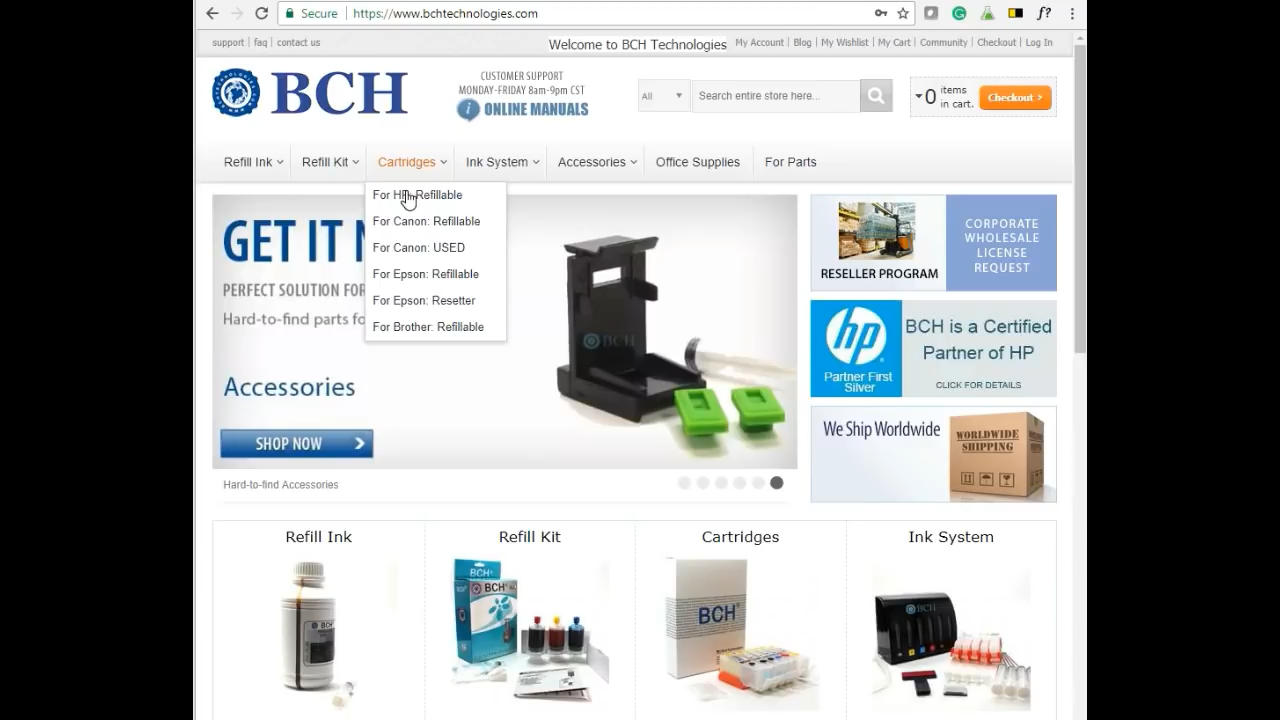 Secure https://www.bchtechnologies.com
support faq contact us
Welcome to BCH Technologies
My Account Blog My Wishlist My Cart Community Checkout Log In
BCH
CUSTOMER SUPPORT
MONDAY-FRIDAY 8am-9pm CST
ONLINE MANUALS
All
Search entire store here...
0 items
in cart.
Checkout >
Refill Ink Refill Kit Cartridges Ink System Accessories Office Supplies For Parts
For HP: Refillable
For Canon: Refillable
For Canon: USED
For Epson: Refillable
For Epson: Resetter
For Brother: Refillable
GET IT
PERFECT SOLUTION FOR
Hard-to-find parts fo
Accessories
SHOP NOW
BCH
Hard-to-find Accessories
RESELLER PROGRAM
CORPORATE
WHOLESALE
LICENSE
REQUEST
hp
Partner First
Silver
BCH is a Certified
Partner of HP
CLICK FOR DETAILS
We Ship Worldwide
WORLDWIDE
SHIPPING
Refill Ink
Refill Kit
Cartridges
Ink System
BCH
BCH
BCH
BCH